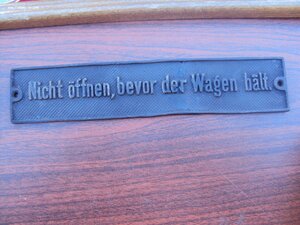 Nicht öffnen, bevor der Wagen hält